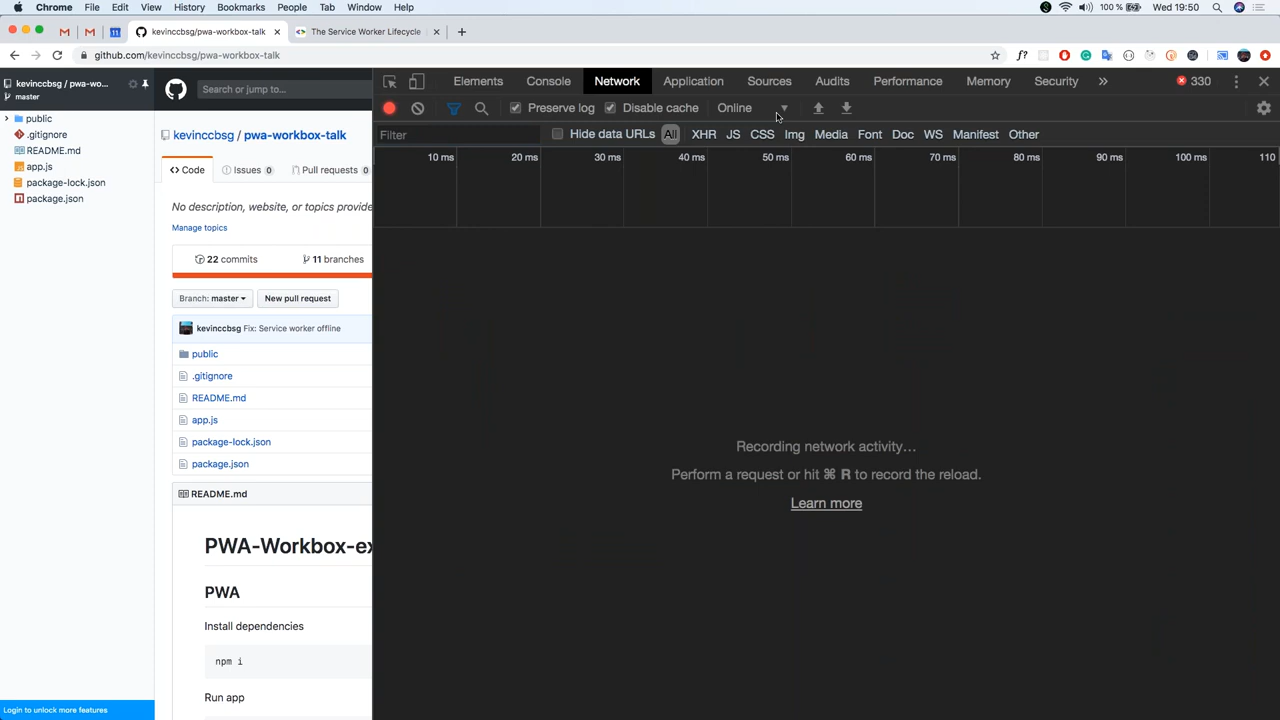 Chrome File Edit View History Bookmarks People Tab Window Help 100 % Wed 19:50
11 kevinccbsg/pwa-workbox-talk × The Service Worker Lifecycle × +
github.com/kevinccbsg/pwa-workbox-talk f?
kevinccbsg / pwa-wo...
master
public
.gitignore
README.md
app.js
package-lock.json
package.json
Login to unlock more features
Search or jump to...
kevinccbsg / pwa-workbox-talk
Code Issues 0 Pull requests 0
No description, website, or topics provide
Manage topics
22 commits 11 branches
Branch: master New pull request
kevinccbsg Fix: Service worker offline
public
.gitignore
README.md
app.js
package-lock.json
package.json
README.md
PWA-Workbox-ex
PWA
Install dependencies
npm i
Run app
Elements Console Network Application Sources Audits Performance Memory Security » 330
Preserve log Disable cache Online
Filter Hide data URLs All XHR JS CSS Img Media Font Doc WS Manifest Other
10 ms 20 ms 30 ms 40 ms 50 ms 60 ms 70 ms 80 ms 90 ms 100 ms 110
Recording network activity…
Perform a request or hit ⌘ R to record the reload.
Learn more